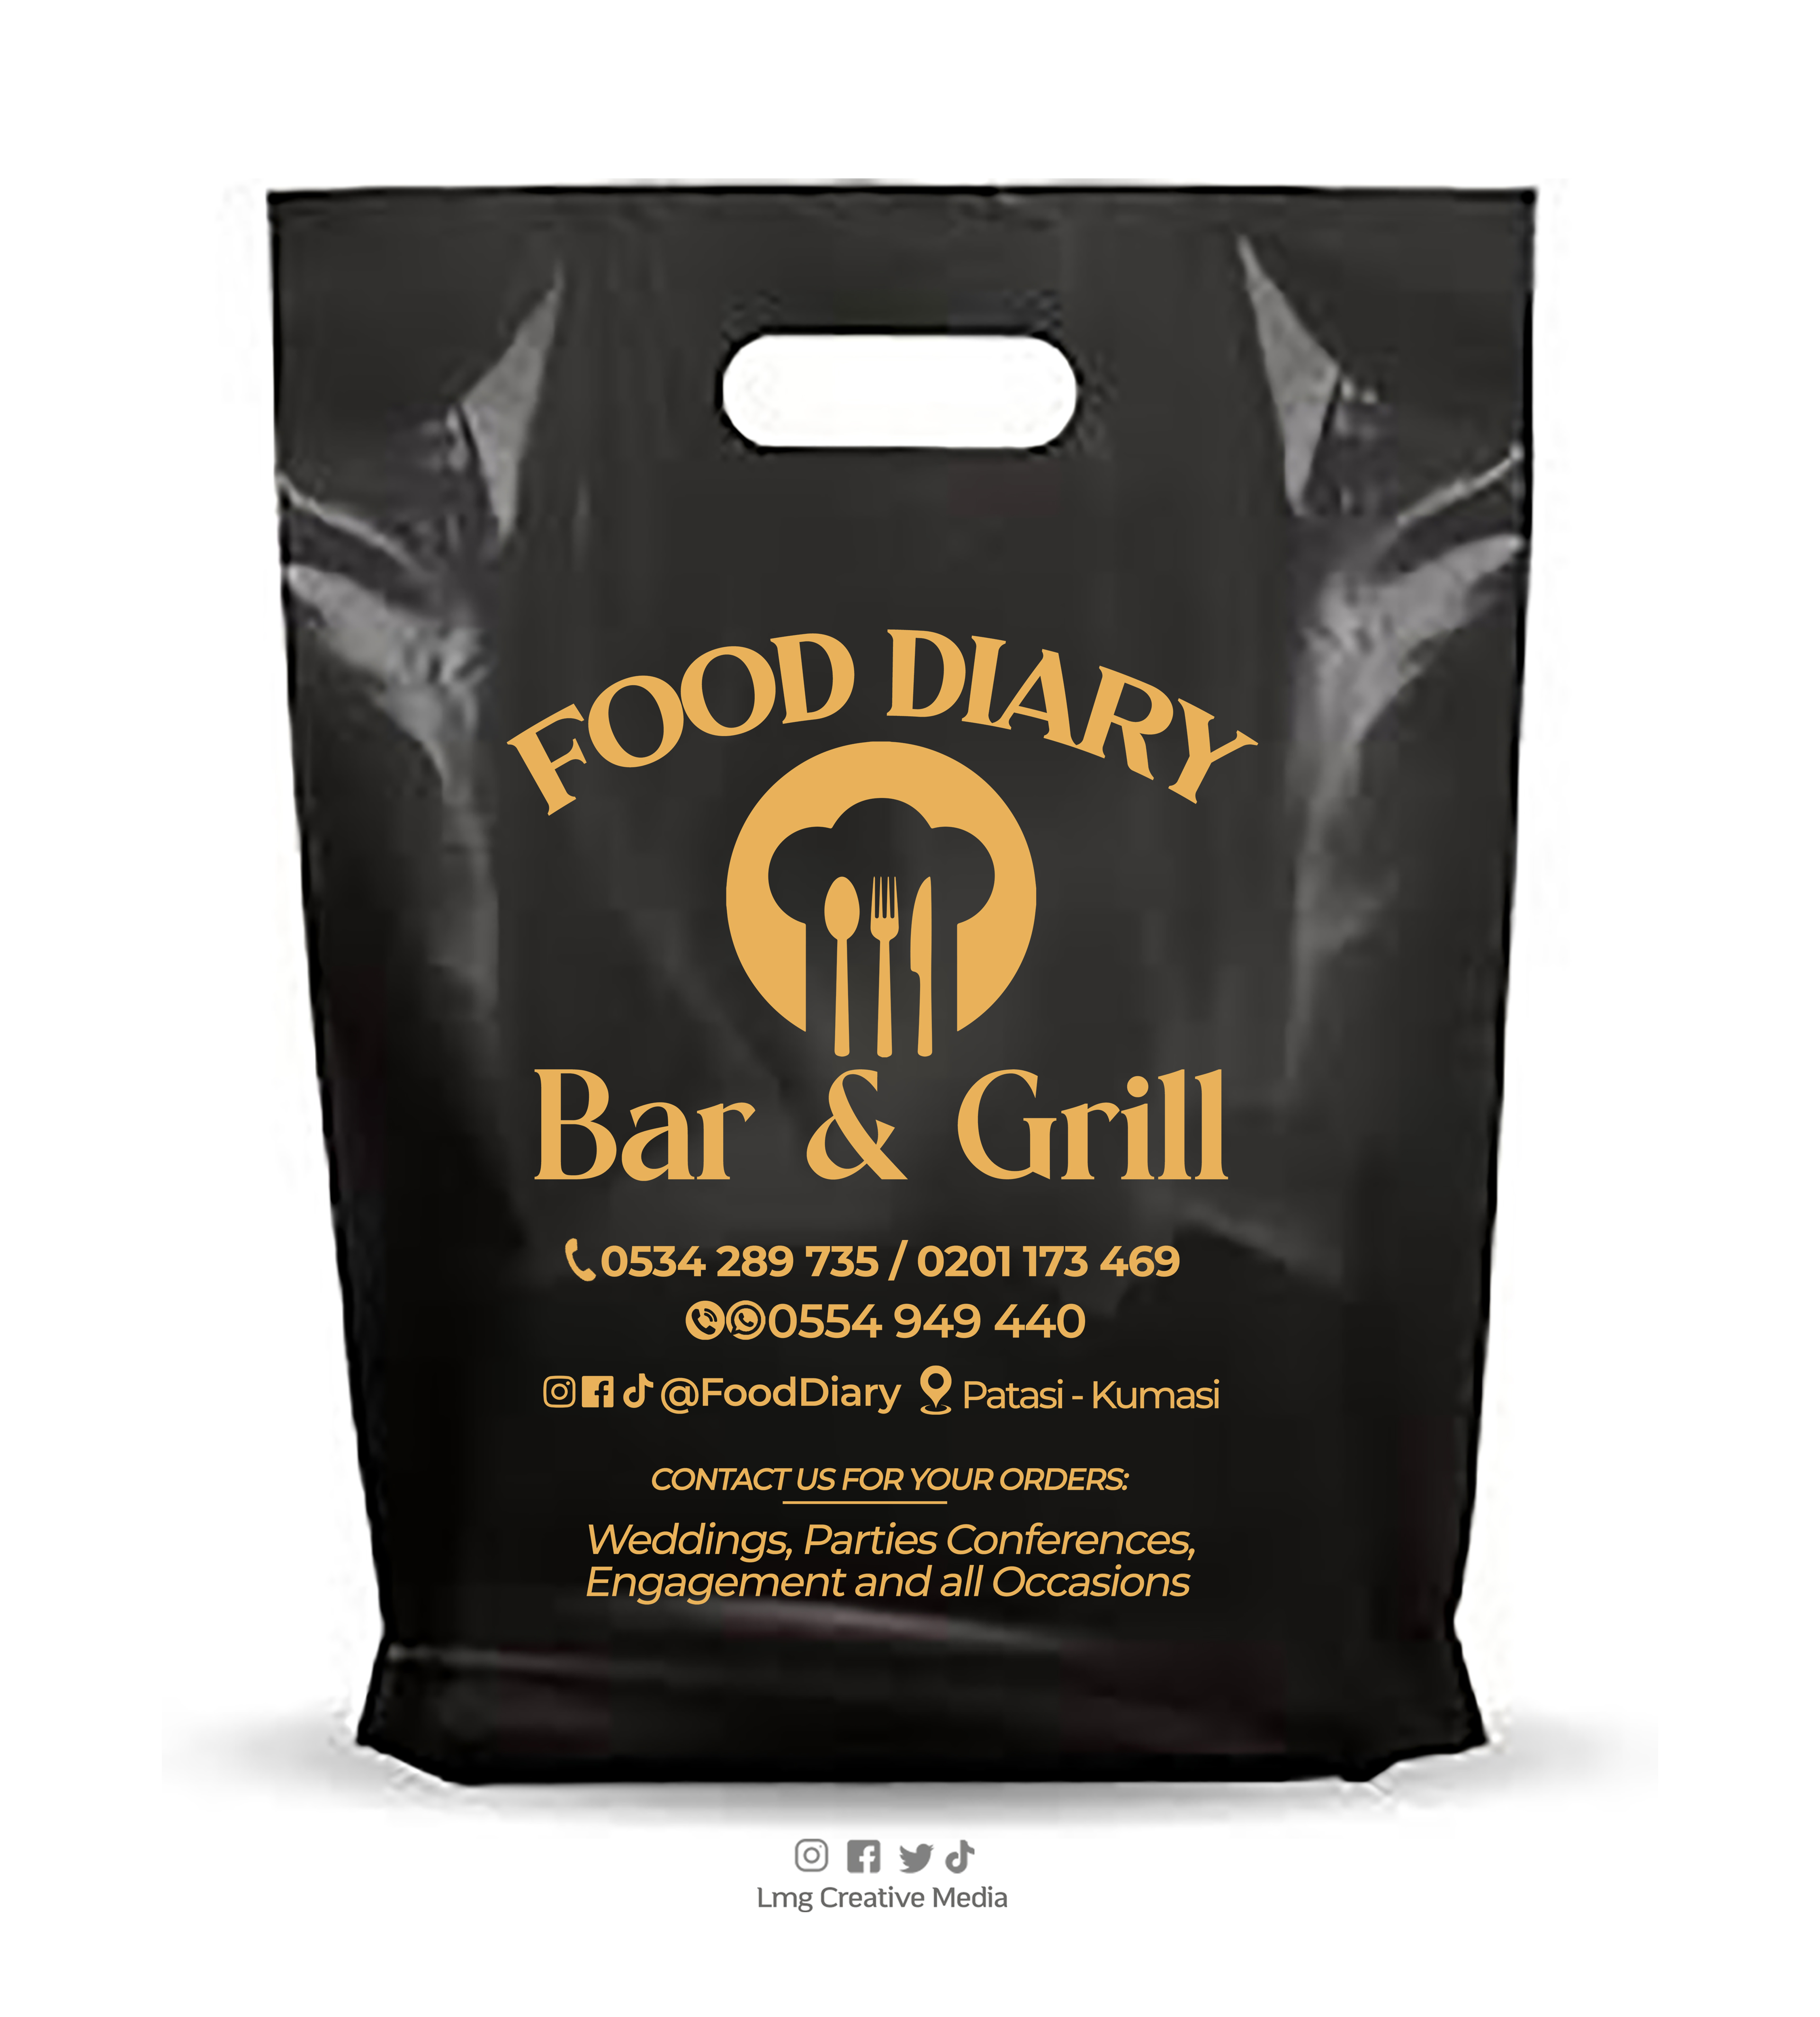 FOOD DIARY
Bar & Grill
0534 289 735 / 0201 173 469
0554 949 440
@FoodDiary Patasi - Kumasi
CONTACT US FOR YOUR ORDERS:
Weddings, Parties Conferences,
Engagement and all Occasions
Lmg Creative Media